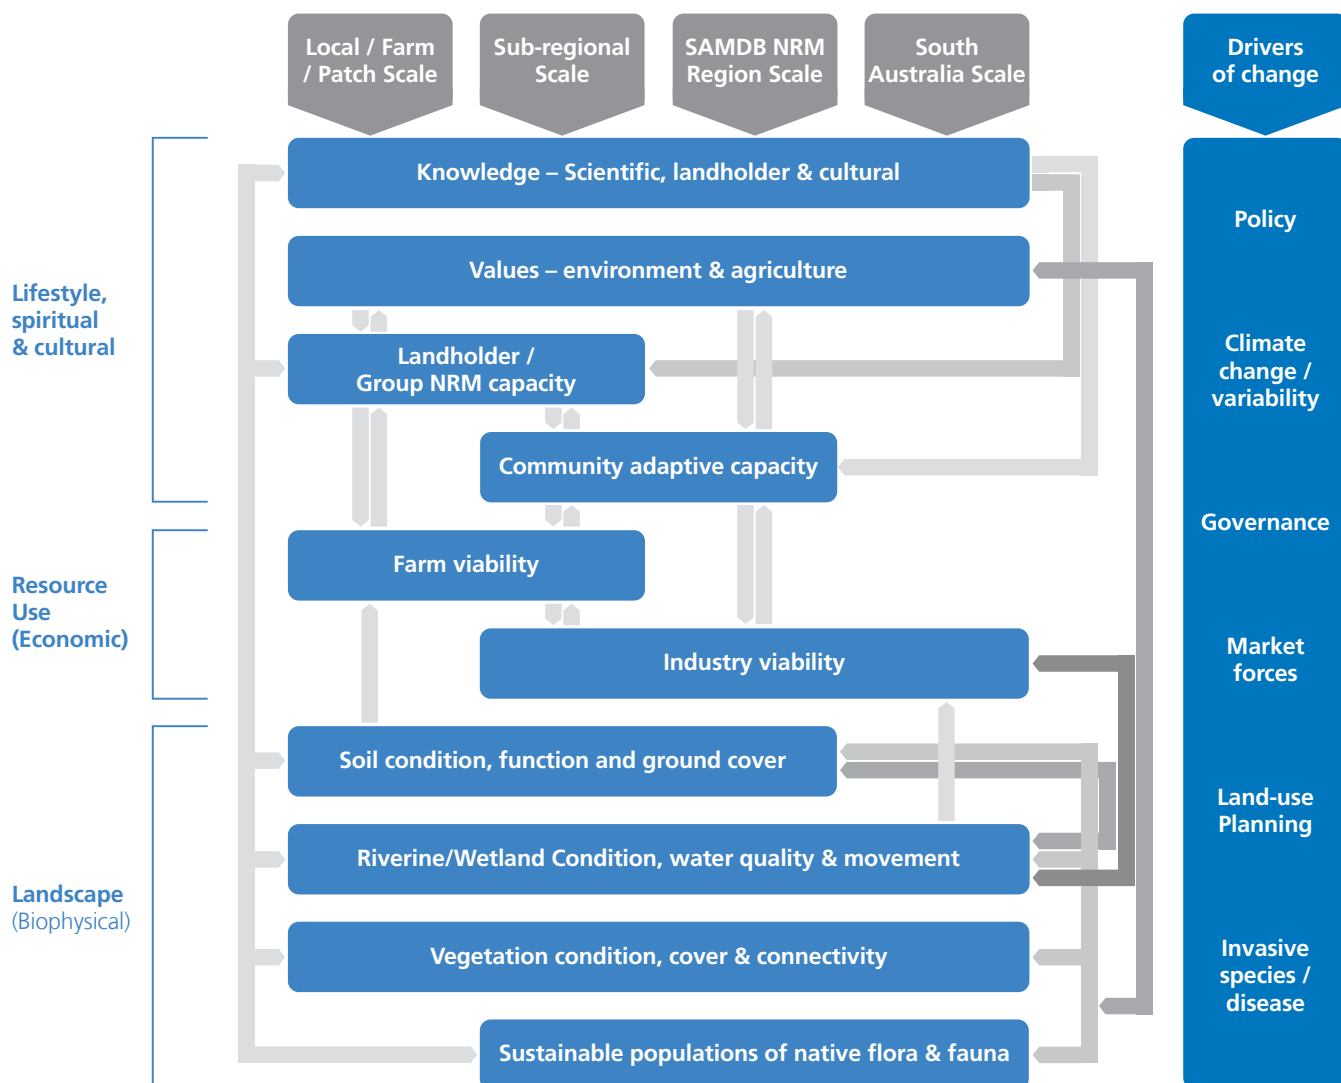 Local / Farm
/ Patch Scale
Sub-regional
Scale
SAMDB NRM
Region Scale
South
Australia Scale
Drivers
of change
Lifestyle,
spiritual
& cultural
Knowledge – Scientific, landholder & cultural
Values – environment & agriculture
Landholder /
Group NRM capacity
Community adaptive capacity
Resource
Use
(Economic)
Farm viability
Industry viability
Landscape
(Biophysical)
Soil condition, function and ground cover
Riverine/Wetland Condition, water quality & movement
Vegetation condition, cover & connectivity
Sustainable populations of native flora & fauna
Policy
Climate
change /
variability
Governance
Market
forces
Land-use
Planning
Invasive
species /
disease